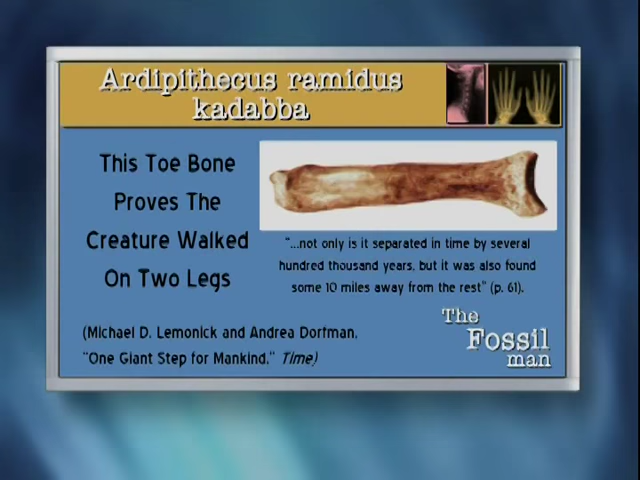 Ardipithecus ramidus
kadabba
This Toe Bone
Proves The
Creature Walked
On Two Legs
"...not only is it separated in time by several
hundred thousand years, but it was also found
some 10 miles away from the rest" (p. 61).
(Michael D. Lemonick and Andrea Dorfman,
"One Giant Step for Mankind," Time)
The
Fossil
man